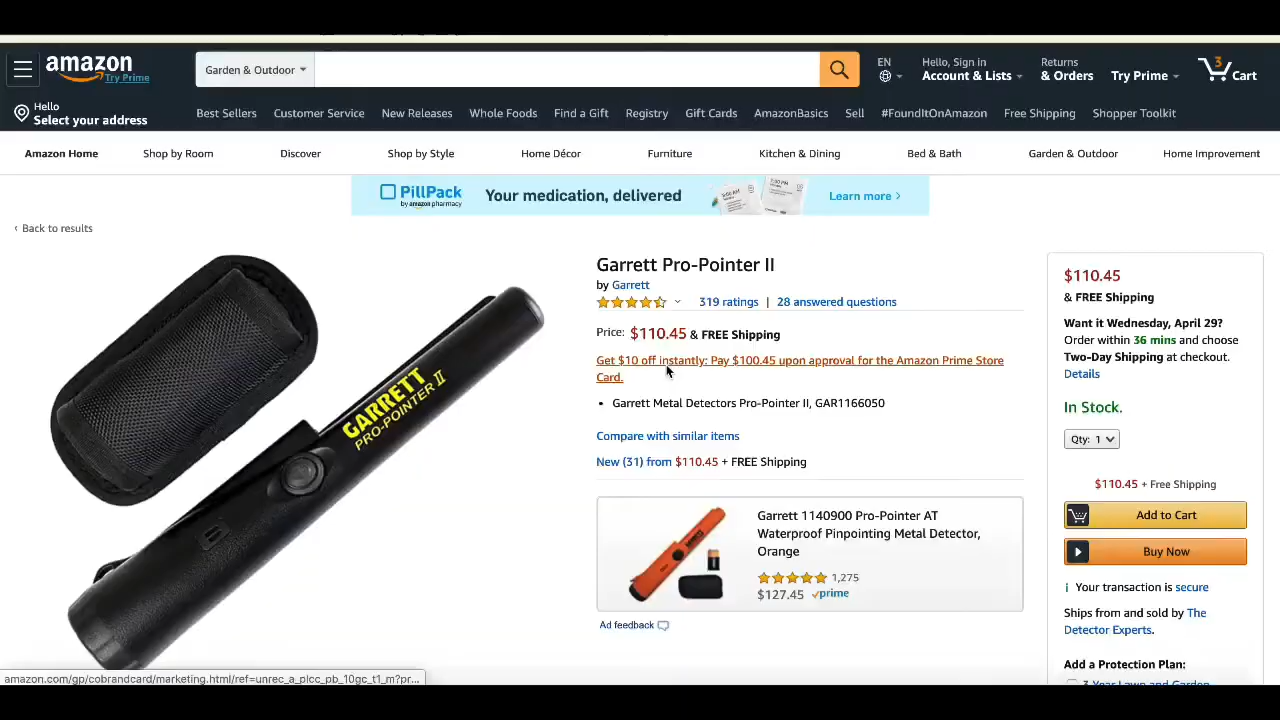 amazon
Try Prime
Garden & Outdoor
EN
Hello, Sign in
Account & Lists
Returns
& Orders
Try Prime
3
Cart
Hello
Select your address
Best Sellers
Customer Service
New Releases
Whole Foods
Find a Gift
Registry
Gift Cards
AmazonBasics
Sell
#FoundItOnAmazon
Free Shipping
Shopper Toolkit
Amazon Home
Shop by Room
Discover
Shop by Style
Home Décor
Furniture
Kitchen & Dining
Bed & Bath
Garden & Outdoor
Home Improvement
PillPack
by amazon pharmacy
Your medication, delivered
Learn more ›
‹ Back to results
GARRETT
PRO-POINTER II
Garrett Pro-Pointer II
by Garrett
319 ratings | 28 answered questions
Price: $110.45 & FREE Shipping
Get $10 off instantly: Pay $100.45 upon approval for the Amazon Prime Store
Card.
• Garrett Metal Detectors Pro-Pointer II, GAR1166050
Compare with similar items
New (31) from $110.45 + FREE Shipping
Garrett 1140900 Pro-Pointer AT
Waterproof Pinpointing Metal Detector,
Orange
1,275
$127.45 prime
Ad feedback
$110.45
& FREE Shipping
Want it Wednesday, April 29?
Order within 36 mins and choose
Two-Day Shipping at checkout.
Details
In Stock.
Qty: 1
$110.45 + Free Shipping
Add to Cart
Buy Now
Your transaction is secure
Ships from and sold by The
Detector Experts.
Add a Protection Plan:
3 Year Lawn and Garden
amazon.com/gp/cobrandcard/marketing.html/ref=unrec_a_plcc_pb_10gc_t1_m?pr...